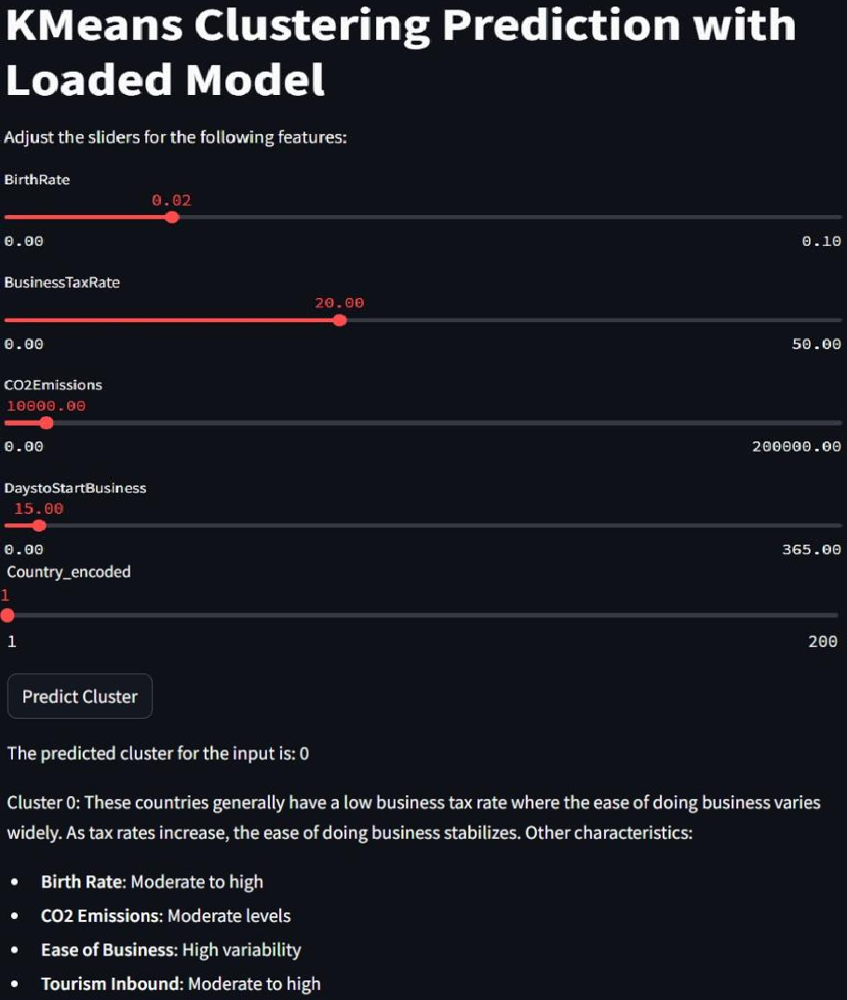 KMeans Clustering Prediction with
Loaded Model
Adjust the sliders for the following features:
BirthRate
0.02
0.00 0.10
BusinessTaxRate
20.00
0.00 50.00
CO2Emissions
10000.00
0.00 200000.00
DaystoStartBusiness
15.00
0.00 365.00
Country_encoded
1
1 200
Predict Cluster
The predicted cluster for the input is: 0
Cluster 0: These countries generally have a low business tax rate where the ease of doing business varies
widely. As tax rates increase, the ease of doing business stabilizes. Other characteristics:
• Birth Rate: Moderate to high
• CO2 Emissions: Moderate levels
• Ease of Business: High variability
• Tourism Inbound: Moderate to high